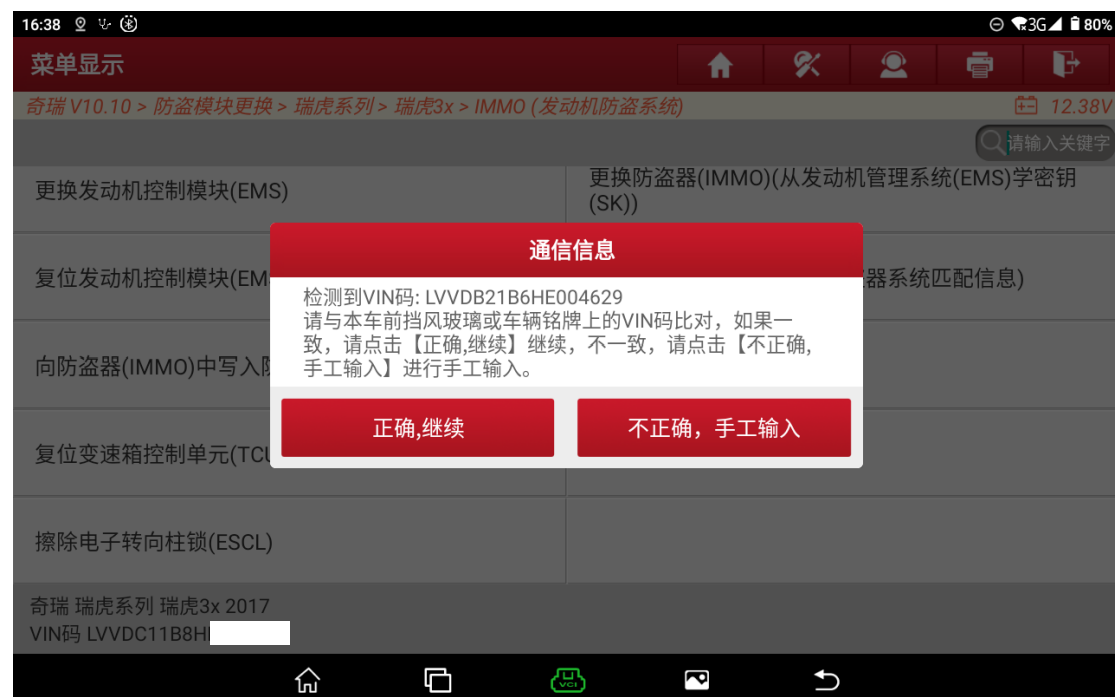 16:38
3G 80%
菜单显示
奇瑞 V10.10 > 防盗模块更换 > 瑞虎系列 > 瑞虎3x > IMMO (发动机防盗系统)
12.38V
请输入关键字
更换发动机控制模块(EMS)
更换防盗器(IMMO)(从发动机管理系统(EMS)学密钥
(SK))
通信信息
复位发动机控制模块(EM
器系统匹配信息)
检测到VIN码: LVVDB21B6HE004629
请与本车前挡风玻璃或车辆铭牌上的VIN码比对，如果一
致，请点击【正确,继续】继续，不一致，请点击【不正确,
手工输入】进行手工输入。
向防盗器(IMMO)中写入
正确,继续
不正确，手工输入
复位变速箱控制单元(TC
擦除电子转向柱锁(ESCL)
奇瑞 瑞虎系列 瑞虎3x 2017
VIN码 LVVDC11B8H
VCI